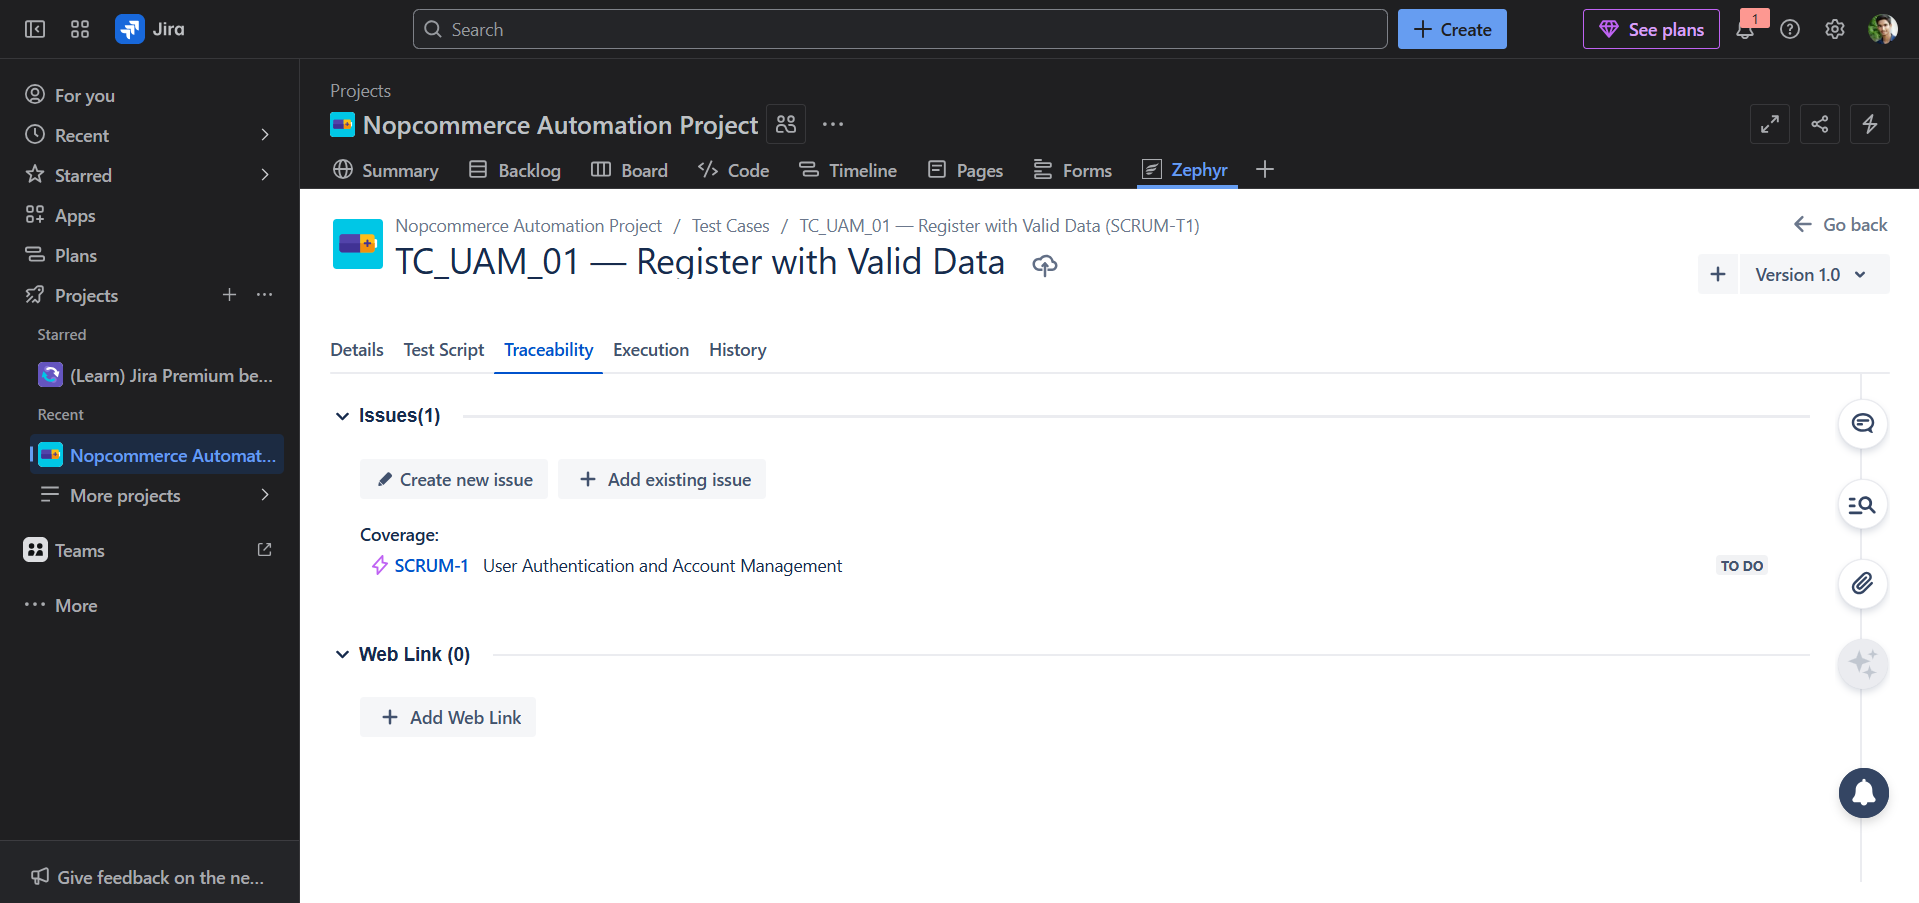 Jira
Search
Create
See plans
1
For you
Recent
Starred
Apps
Plans
Projects
Starred
(Learn) Jira Premium be...
Recent
Nopcommerce Automat...
More projects
Teams
More
Give feedback on the ne...
Projects
Nopcommerce Automation Project
Summary
Backlog
Board
Code
Timeline
Pages
Forms
Zephyr
Nopcommerce Automation Project / Test Cases / TC_UAM_01 — Register with Valid Data (SCRUM-T1)
Go back
TC_UAM_01 — Register with Valid Data
Version 1.0
Details
Test Script
Traceability
Execution
History
Issues(1)
Create new issue
Add existing issue
Coverage:
SCRUM-1 User Authentication and Account Management
TO DO
Web Link (0)
Add Web Link